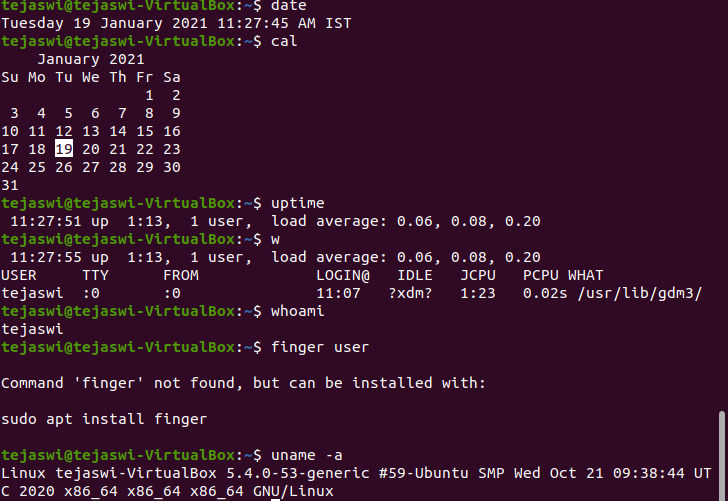 tejaswi@tejaswi-VirtualBox:~$ date
Tuesday 19 January 2021 11:27:45 AM IST
tejaswi@tejaswi-VirtualBox:~$ cal
    January 2021
Su Mo Tu We Th Fr Sa
                1  2
 3  4  5  6  7  8  9
10 11 12 13 14 15 16
17 18 19 20 21 22 23
24 25 26 27 28 29 30
31
tejaswi@tejaswi-VirtualBox:~$ uptime
 11:27:51 up  1:13,  1 user,  load average: 0.06, 0.08, 0.20
tejaswi@tejaswi-VirtualBox:~$ w
 11:27:55 up  1:13,  1 user,  load average: 0.06, 0.08, 0.20
USER     TTY      FROM             LOGIN@   IDLE   JCPU   PCPU WHAT
tejaswi  :0       :0               11:07   ?xdm?   1:23   0.02s /usr/lib/gdm3/
tejaswi@tejaswi-VirtualBox:~$ whoami
tejaswi
tejaswi@tejaswi-VirtualBox:~$ finger user
Command 'finger' not found, but can be installed with:
sudo apt install finger
tejaswi@tejaswi-VirtualBox:~$ uname -a
Linux tejaswi-VirtualBox 5.4.0-53-generic #59-Ubuntu SMP Wed Oct 21 09:38:44 UT
C 2020 x86_64 x86_64 x86_64 GNU/Linux